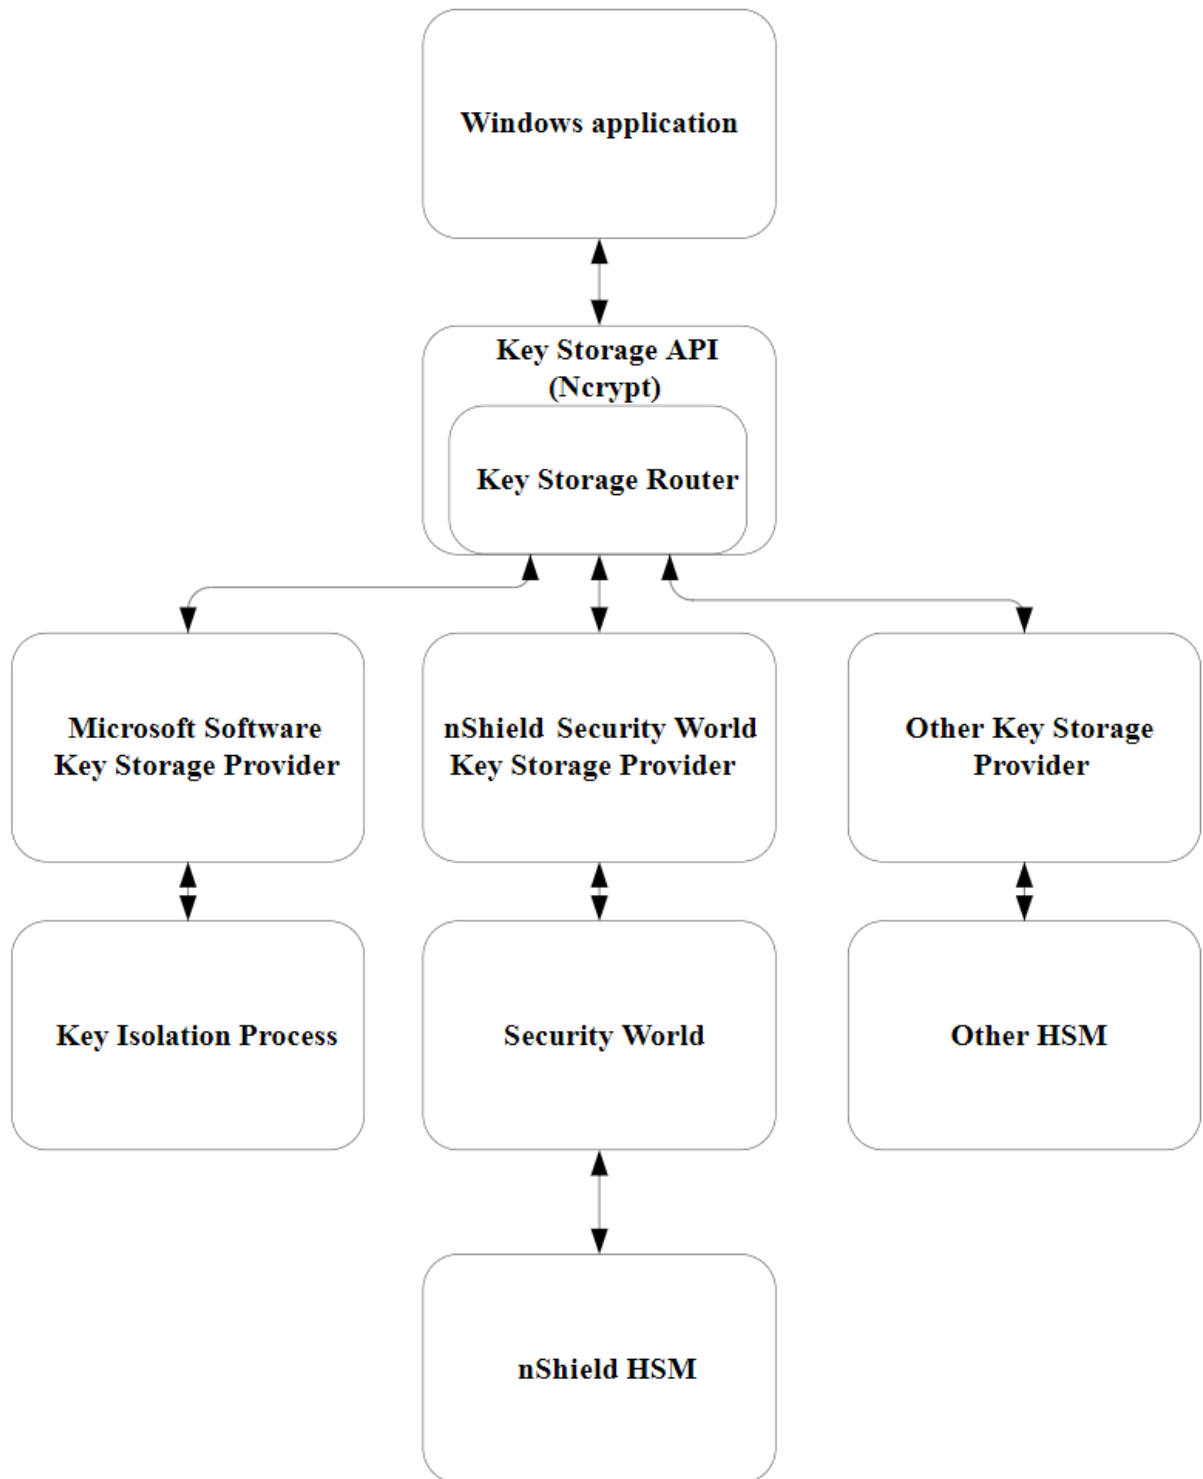 Windows application
Key Storage API
(Ncrypt)
Key Storage Router
Microsoft Software
Key Storage Provider
nShield Security World
Key Storage Provider
Other Key Storage
Provider
Key Isolation Process
Security World
Other HSM
nShield HSM